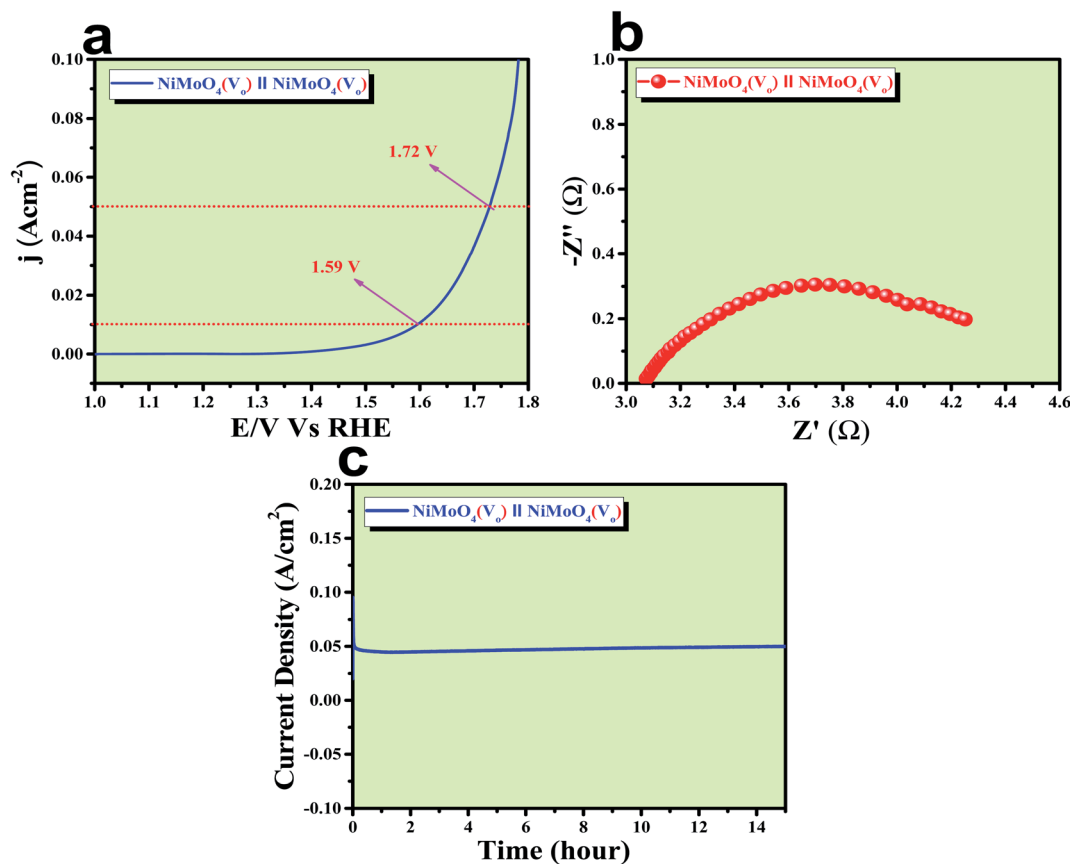 a
NiMoO4(Vo) II NiMoO4(Vo)
j (Acm-2)
0.10
0.08
0.06
0.04
0.02
0.00
1.72 V
1.59 V
1.0 1.1 1.2 1.3 1.4 1.5 1.6 1.7 1.8
E/V Vs RHE
b
NiMoO4(Vo) II NiMoO4(Vo)
-Z'' (Ω)
1.0
0.8
0.6
0.4
0.2
0.0
3.0 3.2 3.4 3.6 3.8 4.0 4.2 4.4 4.6
Z' (Ω)
c
NiMoO4(Vo) II NiMoO4(Vo)
Current Density (A/cm2)
0.20
0.15
0.10
0.05
0.00
-0.05
-0.10
0 2 4 6 8 10 12 14
Time (hour)